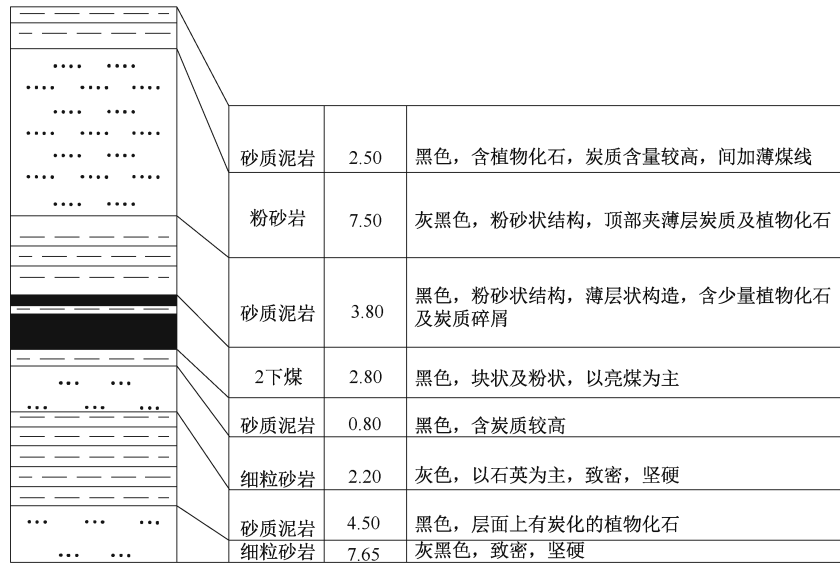 砂质泥岩 2.50 黑色，含植物化石，炭质含量较高，间加薄煤线
粉砂岩 7.50 灰黑色，粉砂状结构，顶部夹薄层炭质及植物化石
砂质泥岩 3.80 黑色，粉砂状结构，薄层状构造，含少量植物化石
及炭质碎屑
2下煤 2.80 黑色，块状及粉状，以亮煤为主
砂质泥岩 0.80 黑色，含炭质较高
细粒砂岩 2.20 灰色，以石英为主，致密，坚硬
砂质泥岩 4.50 黑色，层面上有炭化的植物化石
细粒砂岩 7.65 灰黑色，致密，坚硬